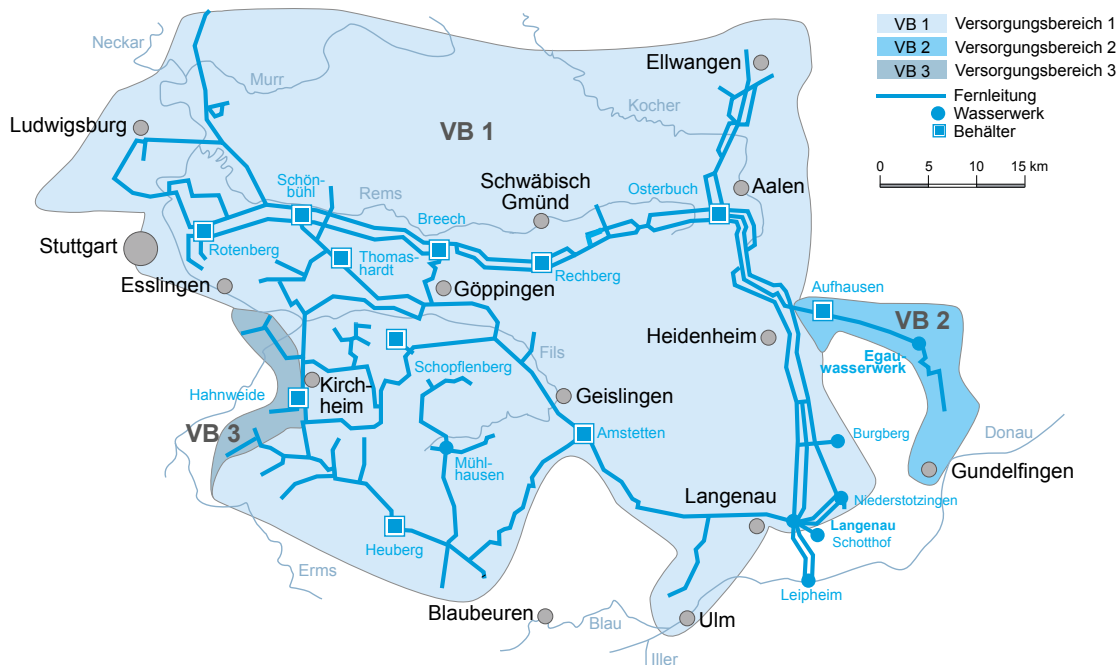 VB 1 Versorgungsbereich 1
VB 2 Versorgungsbereich 2
VB 3 Versorgungsbereich 3
Fernleitung
Wasserwerk
Behälter
0 5 10 15 km
Neckar
Murr
Ellwangen
Kocher
Ludwigsburg
VB 1
Schön-
bühl
Rems
Schwäbisch
Gmünd
Osterbuch
Aalen
Breech
Stuttgart
Rotenberg
Thomas-
hardt
Rechberg
Esslingen
Göppingen
Aufhausen
VB 2
Heidenheim
Egau-
wasserwerk
Fils
Schopflenberg
Hahnweide
Kirch-
heim
Geislingen
VB 3
Amstetten
Burgberg
Donau
Mühl-
hausen
Gundelfingen
Langenau
Niederstotzingen
Langenau
Schotthof
Heuberg
Erms
Leipheim
Blaubeuren
Blau
Ulm
Iller